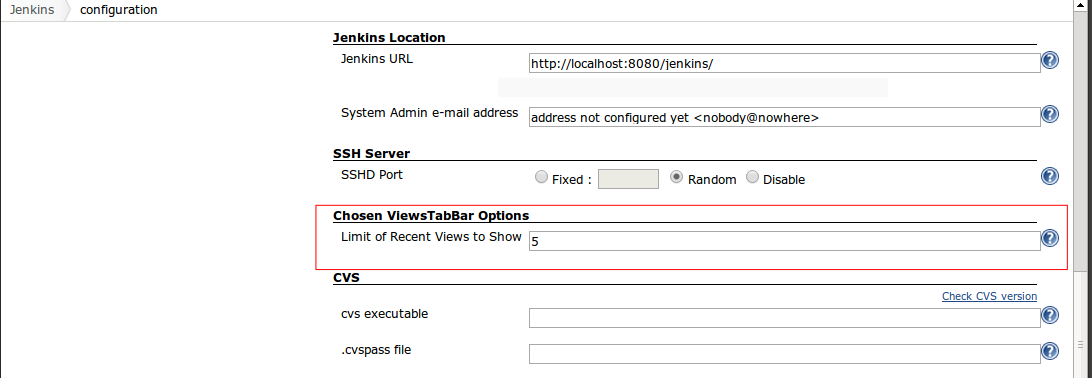 Jenkins configuration
Jenkins Location
Jenkins URL http://localhost:8080/jenkins/
System Admin e-mail address address not configured yet <nobody@nowhere>
SSH Server
SSHD Port Fixed : Random Disable
Chosen ViewsTabBar Options
Limit of Recent Views to Show 5
CVS
Check CVS version
cvs executable
.cvspass file